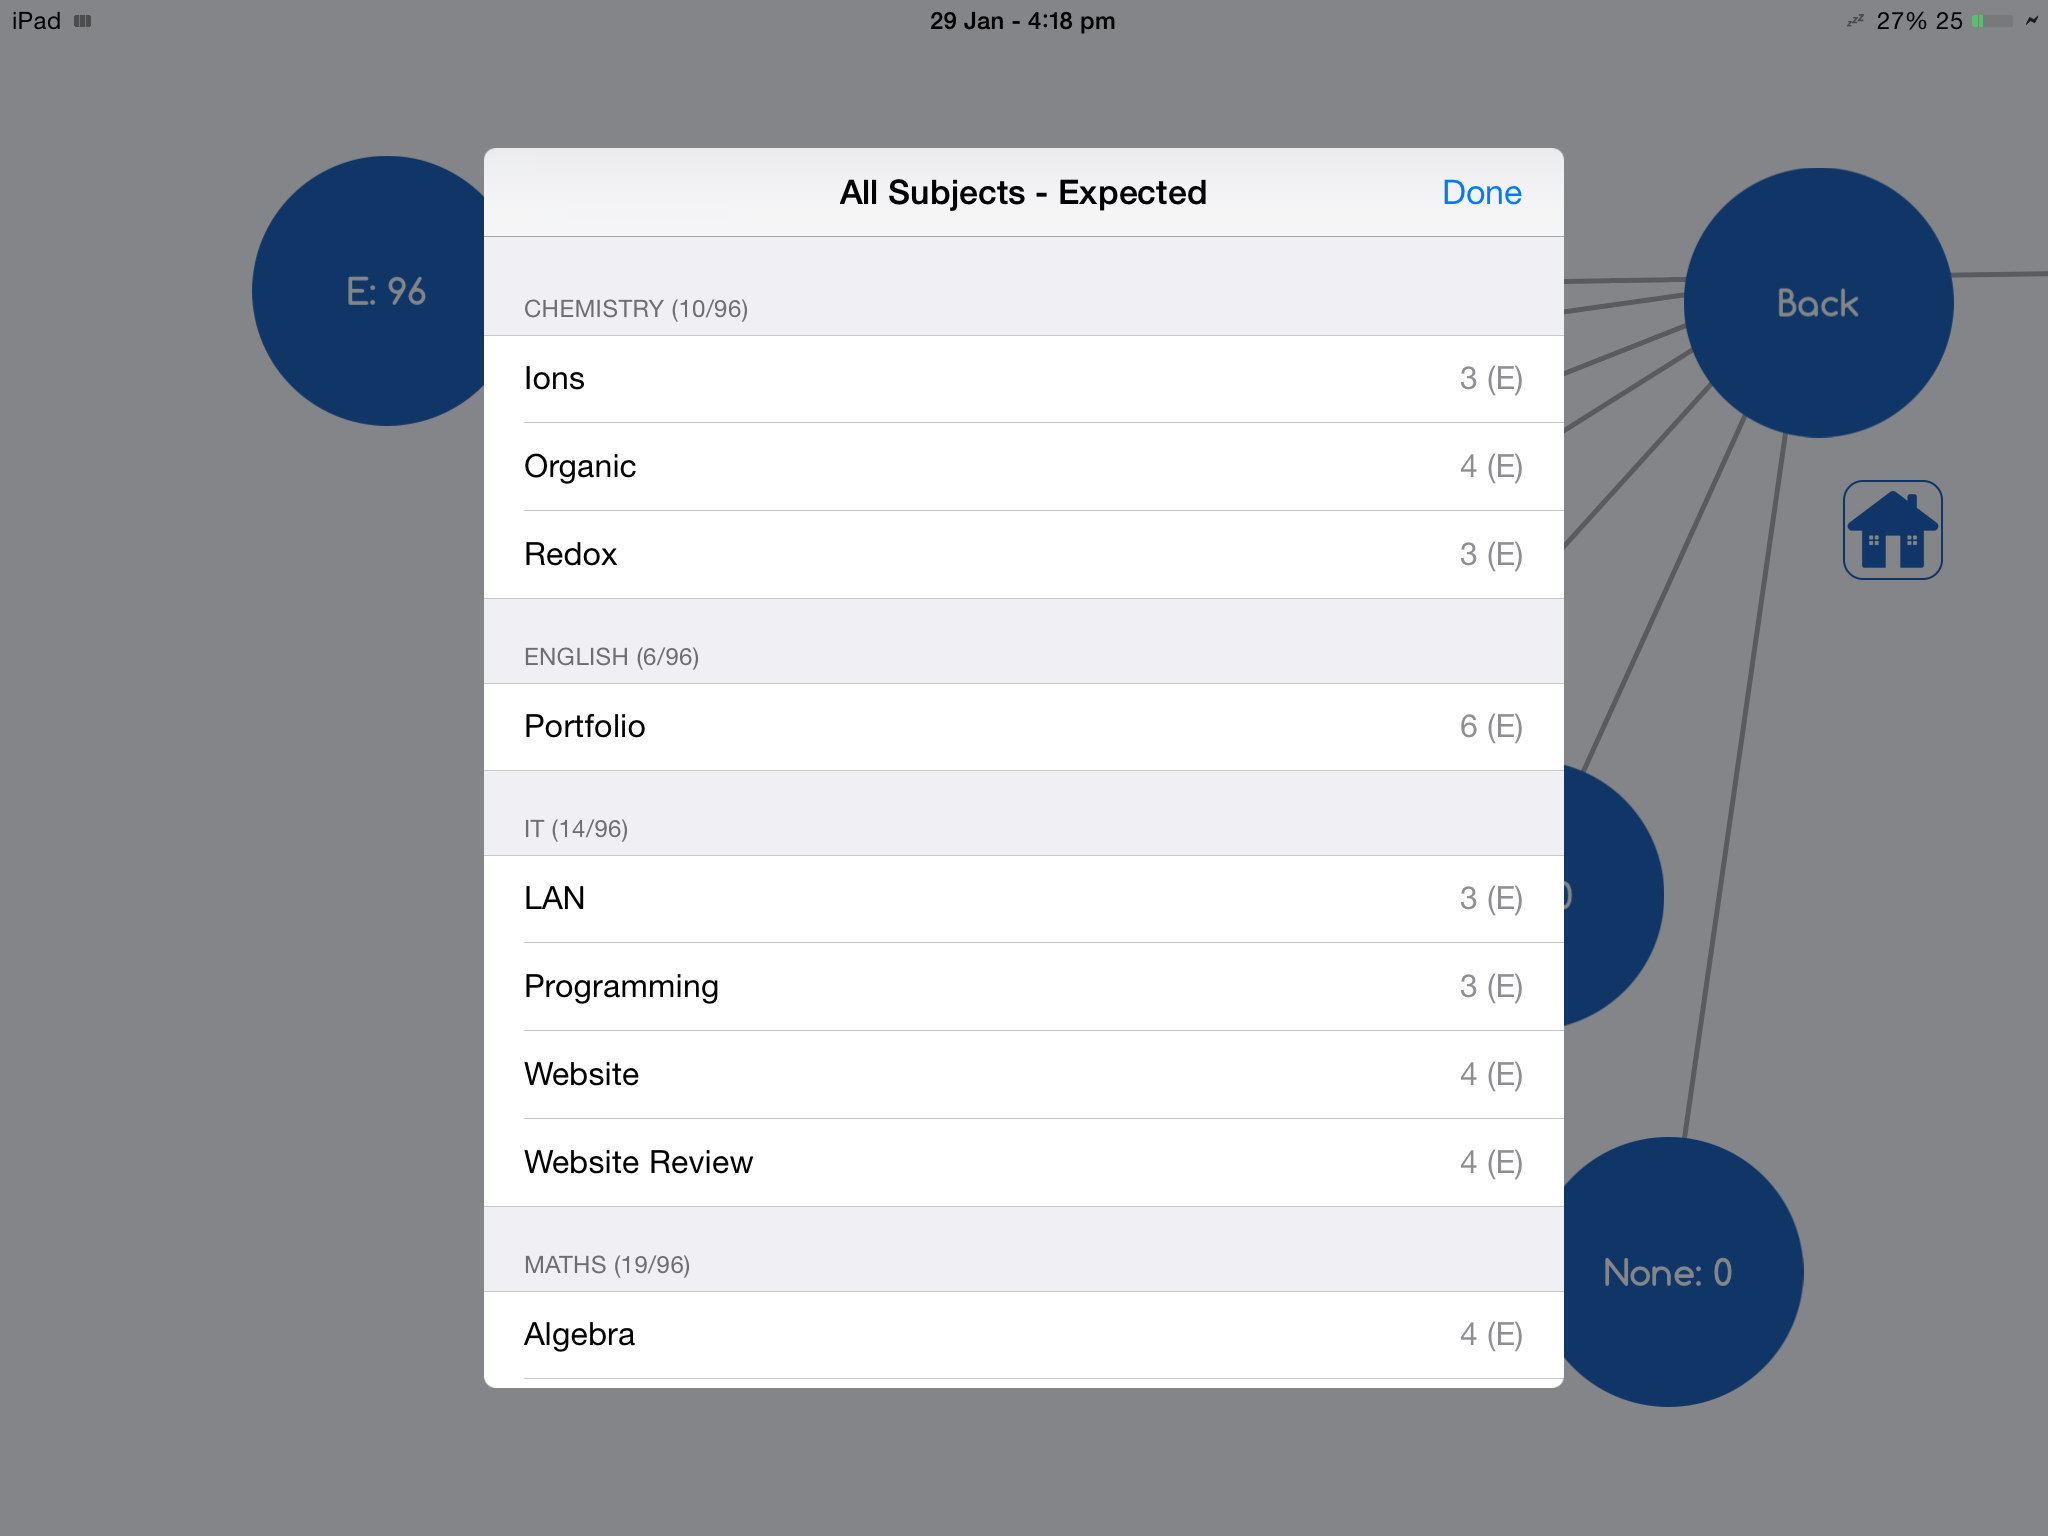 iPad
29 Jan - 4:18 pm
zzz 27% 25
All Subjects - Expected
Done
E: 96
Back
CHEMISTRY (10/96)
Ions 3 (E)
Organic 4 (E)
Redox 3 (E)
ENGLISH (6/96)
Portfolio 6 (E)
IT (14/96)
LAN 3 (E)
Programming 3 (E)
Website 4 (E)
Website Review 4 (E)
MATHS (19/96)
Algebra 4 (E)
None: 0